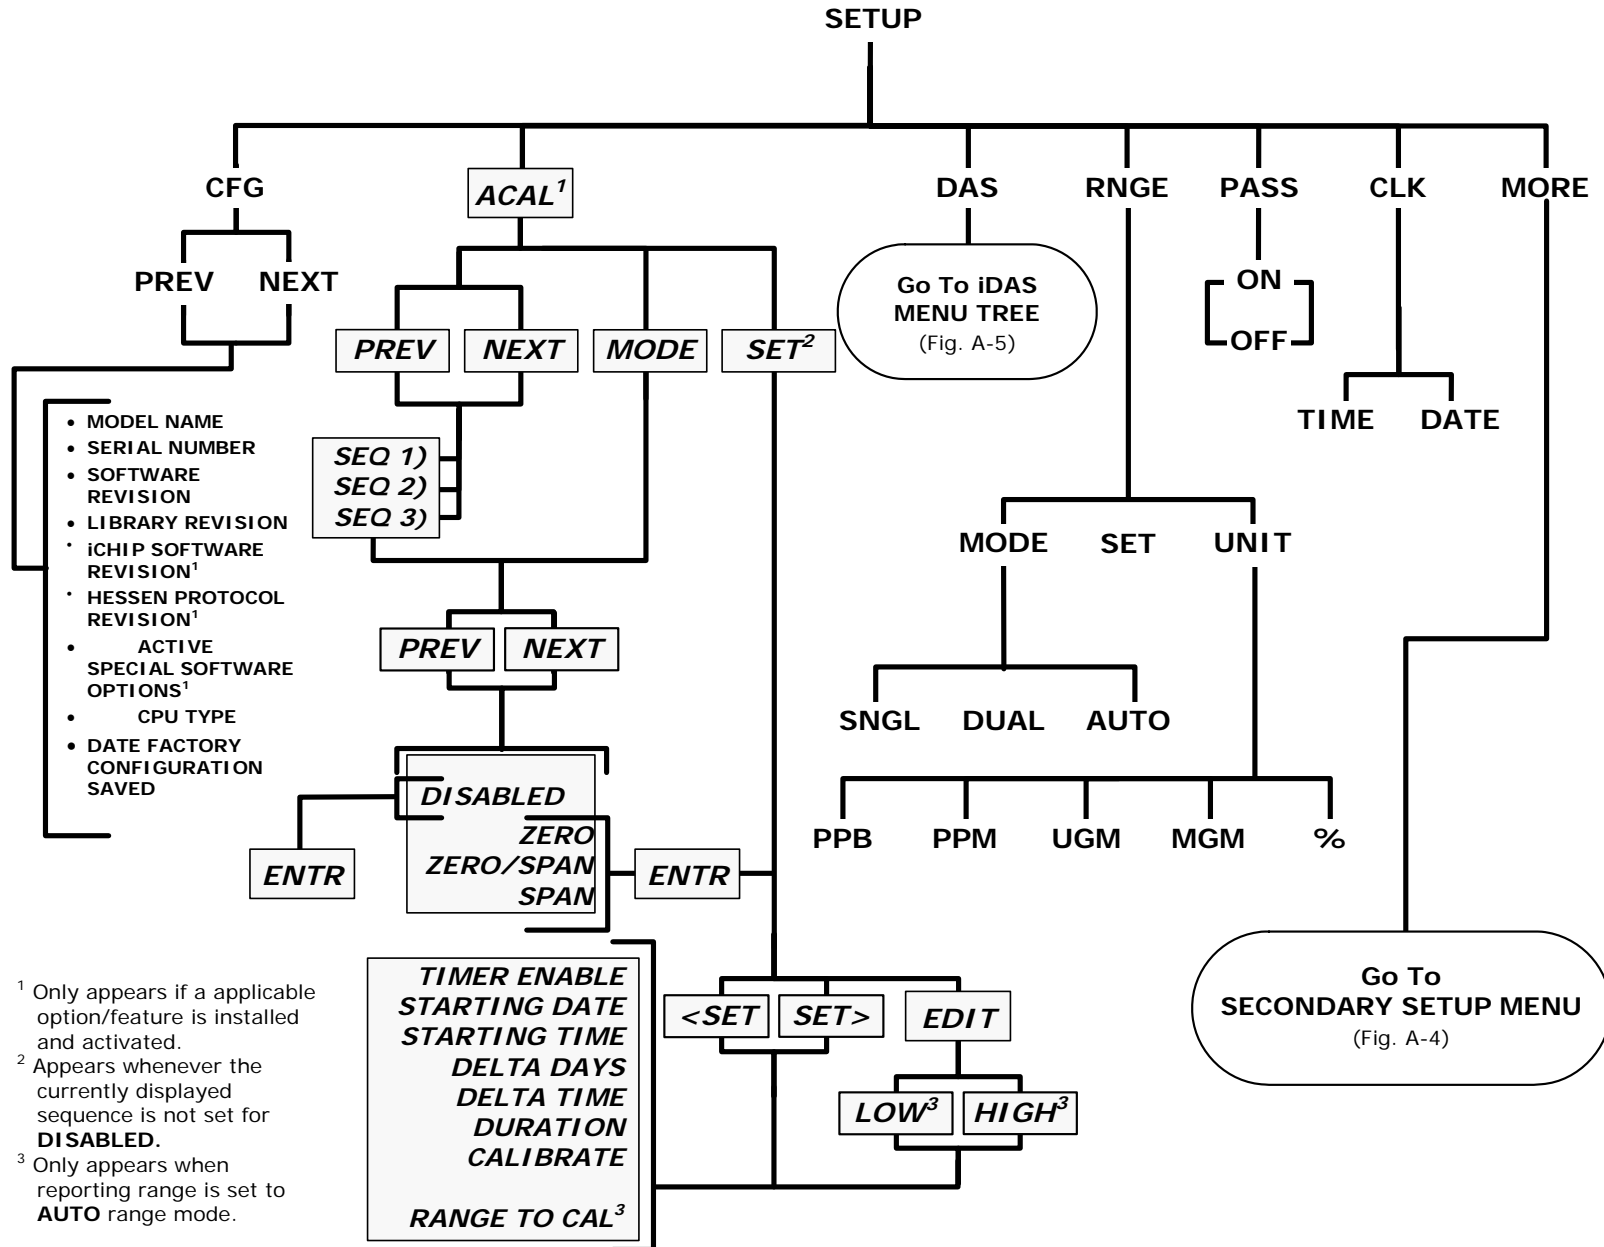 SETUP
CFG
ACAL¹
DAS
RNGE
PASS
CLK
MORE
PREV
NEXT
PREV
NEXT
MODE
SET²
Go To iDAS
MENU TREE
(Fig. A-5)
ON
OFF
TIME
DATE
• MODEL NAME
• SERIAL NUMBER
• SOFTWARE
REVISION
• LIBRARY REVISION
• iCHIP SOFTWARE
REVISION¹
• HESSEN PROTOCOL
REVISION¹
• ACTIVE
SPECIAL SOFTWARE
OPTIONS¹
• CPU TYPE
• DATE FACTORY
CONFIGURATION
SAVED
SEQ 1)
SEQ 2)
SEQ 3)
MODE
SET
UNIT
PREV
NEXT
SNGL
DUAL
AUTO
DISABLED
ZERO
ZERO/SPAN
SPAN
ENTR
ENTR
PPB
PPM
UGM
MGM
%
TIMER ENABLE
STARTING DATE
STARTING TIME
DELTA DAYS
DELTA TIME
DURATION
CALIBRATE
RANGE TO CAL³
<SET
SET>
EDIT
LOW³
HIGH³
Go To
SECONDARY SETUP MENU
(Fig. A-4)
¹ Only appears if a applicable
option/feature is installed
and activated.
² Appears whenever the
currently displayed
sequence is not set for
DISABLED.
³ Only appears when
reporting range is set to
AUTO range mode.